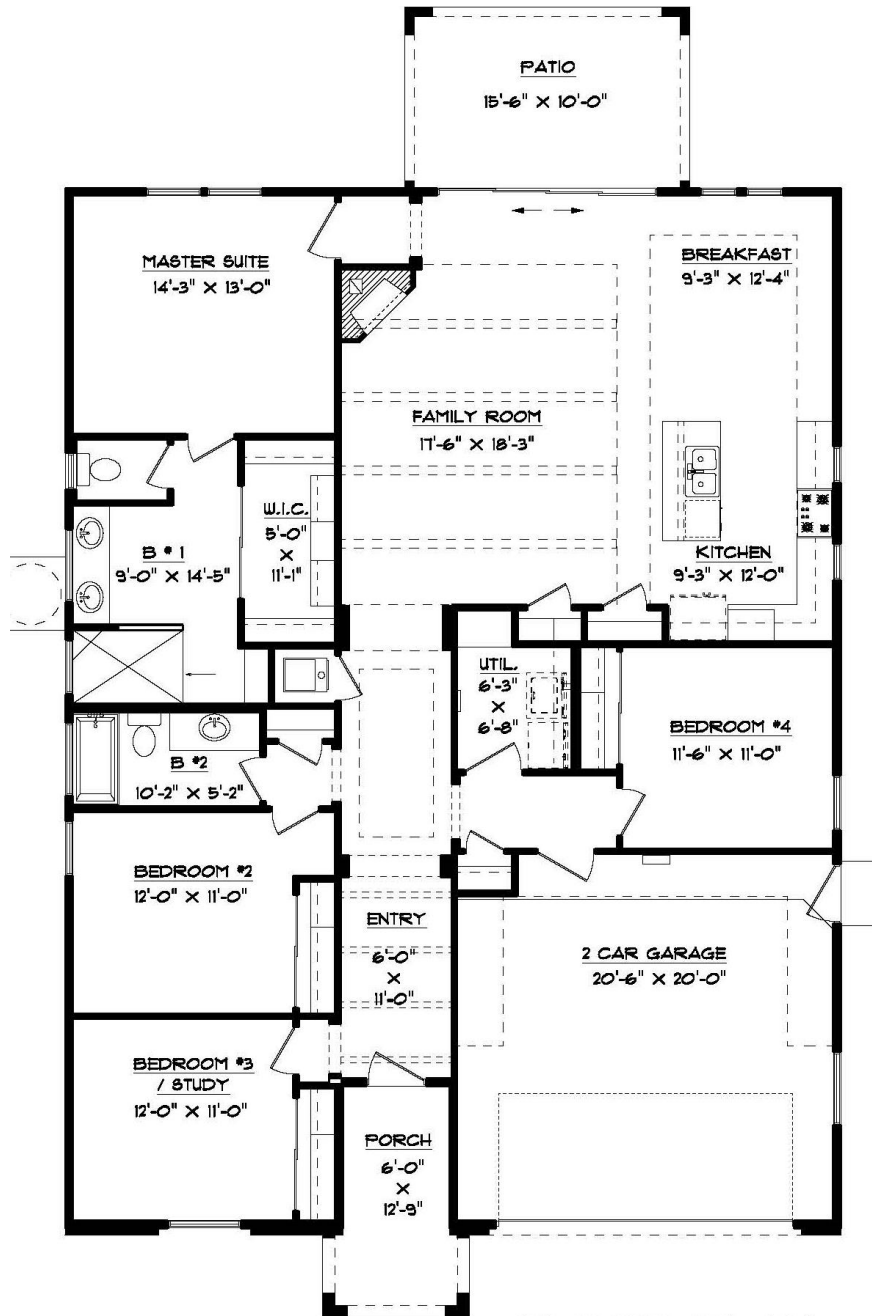 PATIO
15'-6" X 10'-0"
MASTER SUITE
14'-3" X 13'-0"
BREAKFAST
9'-3" X 12'-4"
FAMILY ROOM
17'-6" X 18'-3"
W.I.C.
5'-0"
X
11'-1"
B #1
9'-0" X 14'-5"
KITCHEN
9'-3" X 12'-0"
UTIL.
6'-3"
X
6'-8"
BEDROOM #4
11'-6" X 11'-0"
B #2
10'-2" X 5'-2"
BEDROOM #2
12'-0" X 11'-0"
ENTRY
6'-0"
X
11'-0"
2 CAR GARAGE
20'-6" X 20'-0"
BEDROOM #3
/ STUDY
12'-0" X 11'-0"
PORCH
6'-0"
X
12'-9"